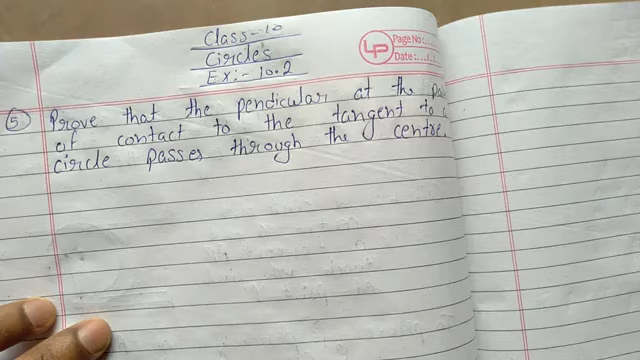 Class-10
Circle's
Ex:- 10.2
LP
Page No:
Date:
5 Prove that the pendicular at the
of contact to the tangent to
circle passes through the centre